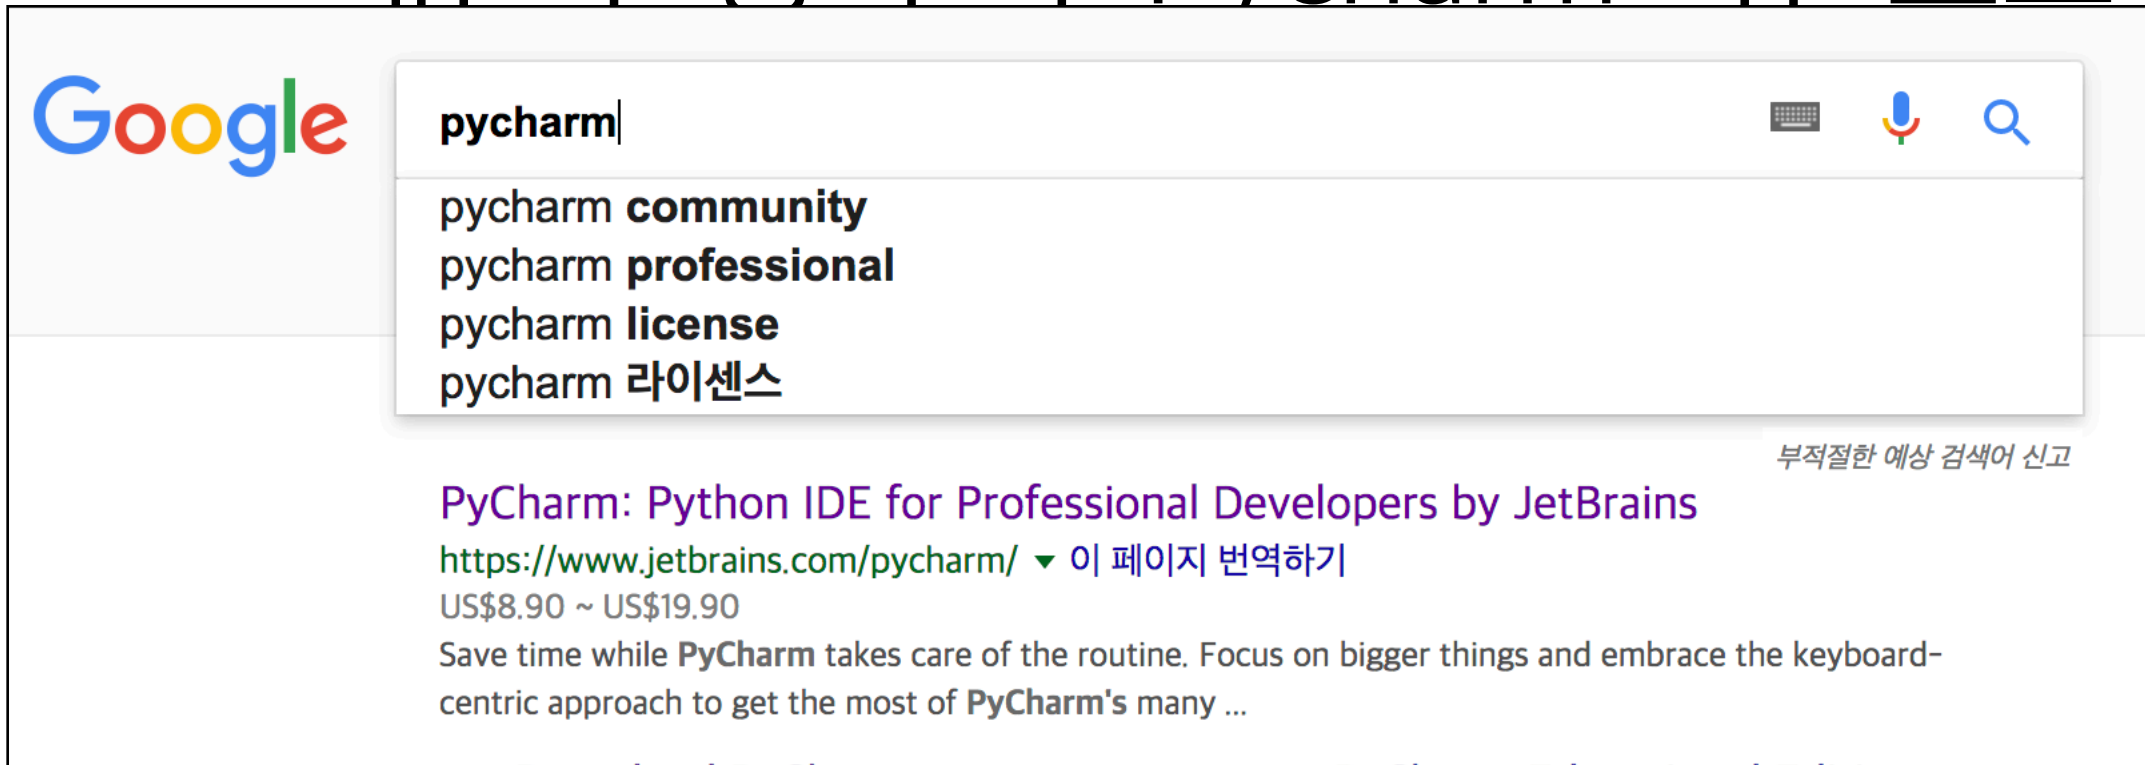 Google
pycharm
pycharm community
pycharm professional
pycharm license
pycharm 라이센스
부적절한 예상 검색어 신고
PyCharm: Python IDE for Professional Developers by JetBrains
https://www.jetbrains.com/pycharm/ ▼ 이 페이지 번역하기
US$8.90 ~ US$19.90
Save time while PyCharm takes care of the routine. Focus on bigger things and embrace the keyboard-
centric approach to get the most of PyCharm's many ...